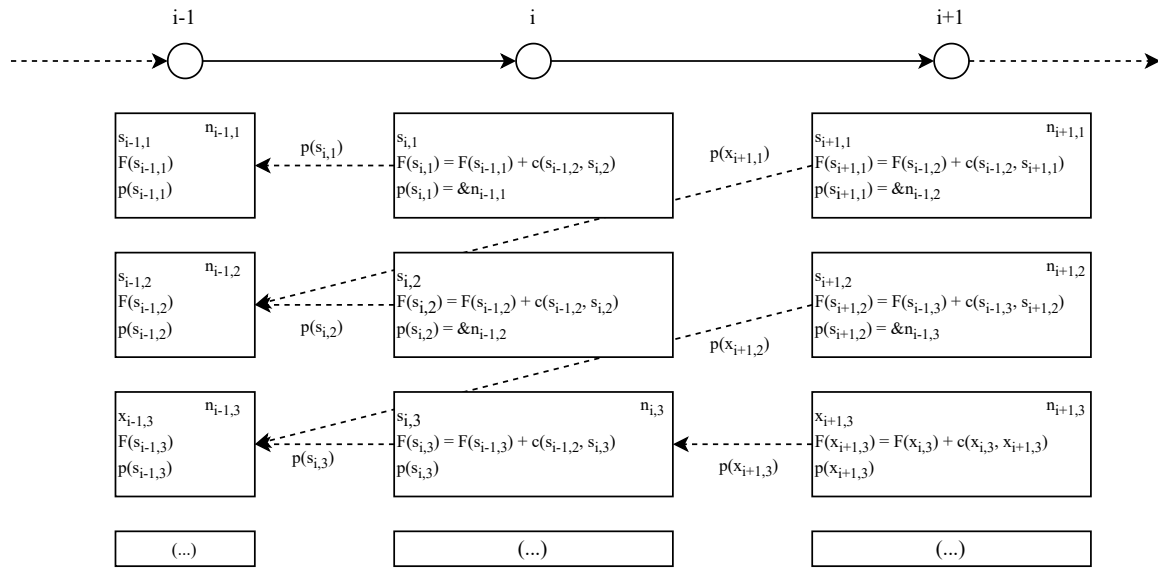 i-1
i
i+1
n_{i-1,1}
s_{i-1,1}
F(s_{i-1,1})
p(s_{i-1,1})
p(s_{i,1})
s_{i,1}
F(s_{i,1}) = F(s_{i-1,1}) + c(s_{i-1,2}, s_{i,2})
p(s_{i,1}) = &n_{i-1,1}
p(x_{i+1,1})
n_{i+1,1}
s_{i+1,1}
F(s_{i+1,1}) = F(s_{i-1,2}) + c(s_{i-1,2}, s_{i+1,1})
p(s_{i+1,1}) = &n_{i-1,2}
n_{i-1,2}
s_{i-1,2}
F(s_{i-1,2})
p(s_{i-1,2})
p(s_{i,2})
s_{i,2}
F(s_{i,2}) = F(s_{i-1,2}) + c(s_{i-1,2}, s_{i,2})
p(s_{i,2}) = &n_{i-1,2}
p(x_{i+1,2})
n_{i+1,2}
s_{i+1,2}
F(s_{i+1,2}) = F(s_{i-1,3}) + c(s_{i-1,3}, s_{i+1,2})
p(s_{i+1,2}) = &n_{i-1,3}
n_{i-1,3}
x_{i-1,3}
F(s_{i-1,3})
p(s_{i-1,3})
p(s_{i,3})
n_{i,3}
s_{i,3}
F(s_{i,3}) = F(s_{i-1,3}) + c(s_{i-1,2}, s_{i,3})
p(s_{i,3})
p(x_{i+1,3})
n_{i+1,3}
x_{i+1,3}
F(x_{i+1,3}) = F(x_{i,3}) + c(x_{i,3}, x_{i+1,3})
p(x_{i+1,3})
(...)
(...)
(...)